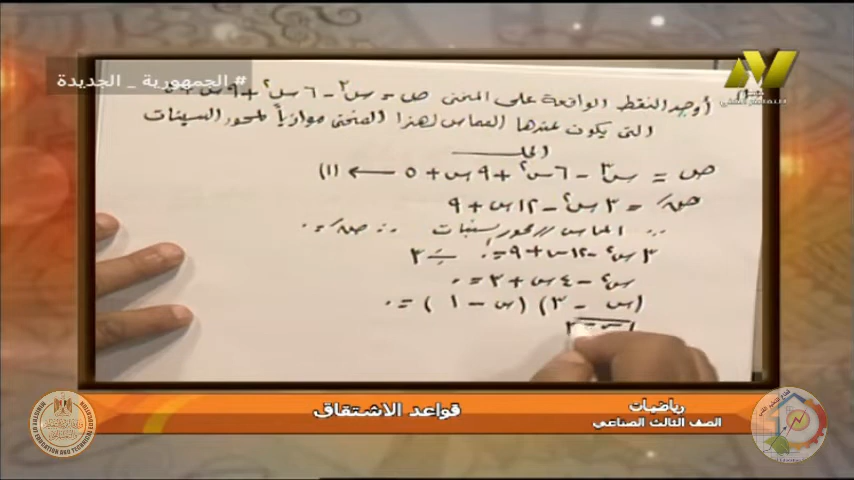 # الجمهورية _ الجديدة
أوجد النقط الواقعة على المنحنى ص = س٣ - ٦ س٢ + ٩ س + ٥
التى يكون عندها المماس لهذا المنحنى موازياً لمحور السينات
الحل
ص = س٣ - ٦ س٢ + ٩ س + ٥ ← (١)
ص/ = ٣ س٢ - ١٢ س + ٩
∵ المماس // محور السينات ∴ ص/ = ٠
٣ س٢ - ١٢ س + ٩ = ٠ ÷ ٣
س٢ - ٤ س + ٣ = ٠
(س - ٣) (س - ١) = ٠
رياضيات
الصف الثالث الصناعي
قواعد الاشتقاق